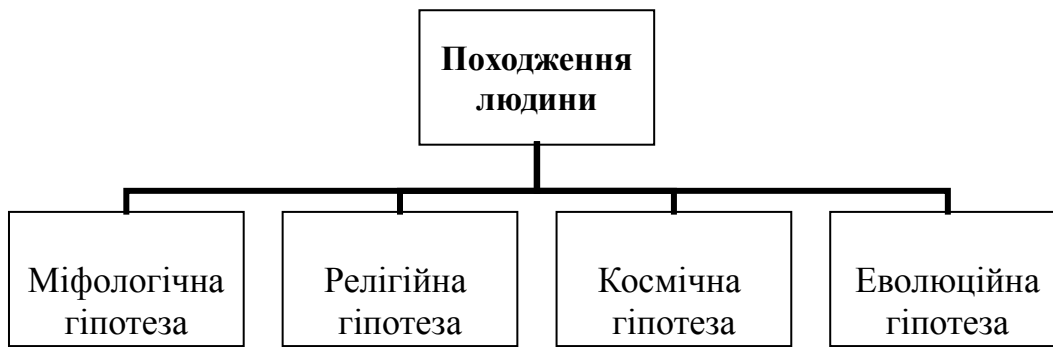 Походження
людини
Міфологічна
гіпотеза
Релігійна
гіпотеза
Космічна
гіпотеза
Еволюційна
гіпотеза